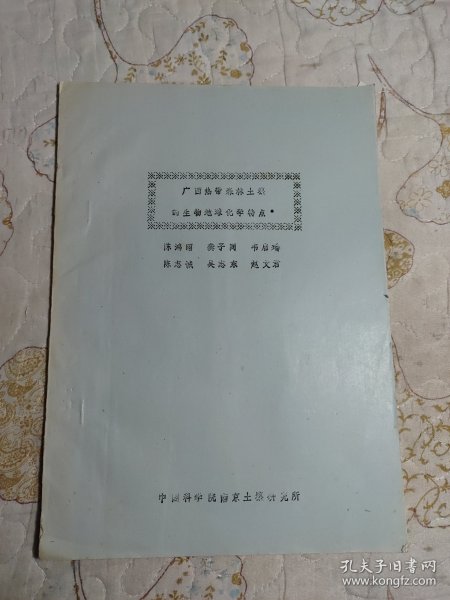 广西热带森林土壤
的生物地球化学特点*
陈鸿昭 龚子同 韦启璠
陈志诚 吴志东 赵文君
中国科学院南京土壤研究所
孔夫子旧书网
www.kongfz.com